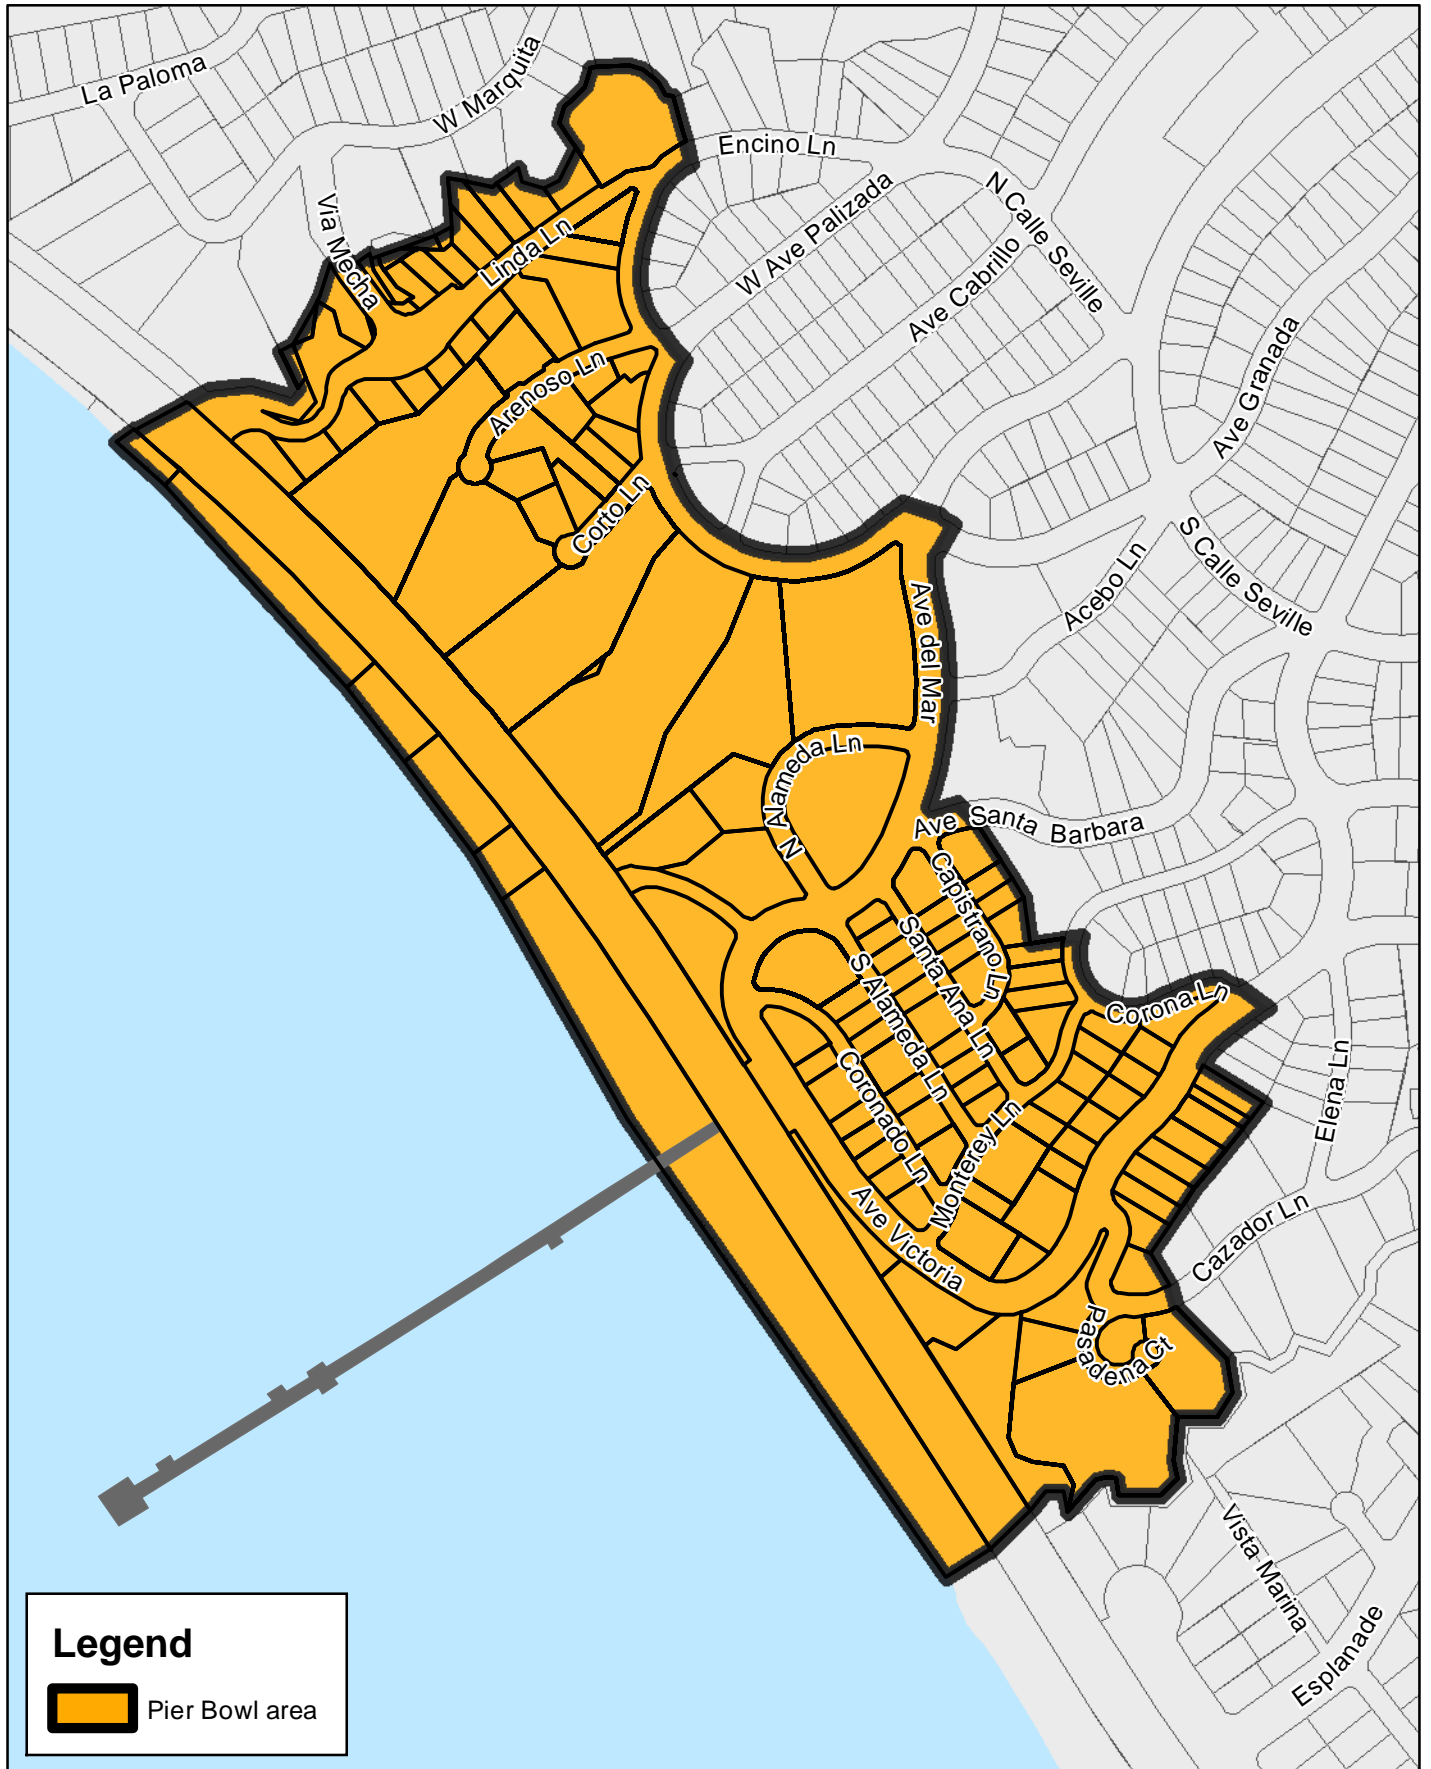 La Paloma
W Marquita
Encino Ln
W Ave Palizada
N Calle Seville
Via Mecha
Linda Ln
Ave Cabrillo
Ave Granada
Arenoso Ln
Corto Ln
S Calle Seville
Acebo Ln
Ave del Mar
N Alameda Ln
Ave Santa Barbara
Capistrano Ln
Santa Ana Ln
S Alameda Ln
Corona Ln
Coronado Ln
Monterey Ln
Elena Ln
Ave Victoria
Cazador Ln
Pasadena Ct
Vista Marina
Esplanade
Legend
Pier Bowl area